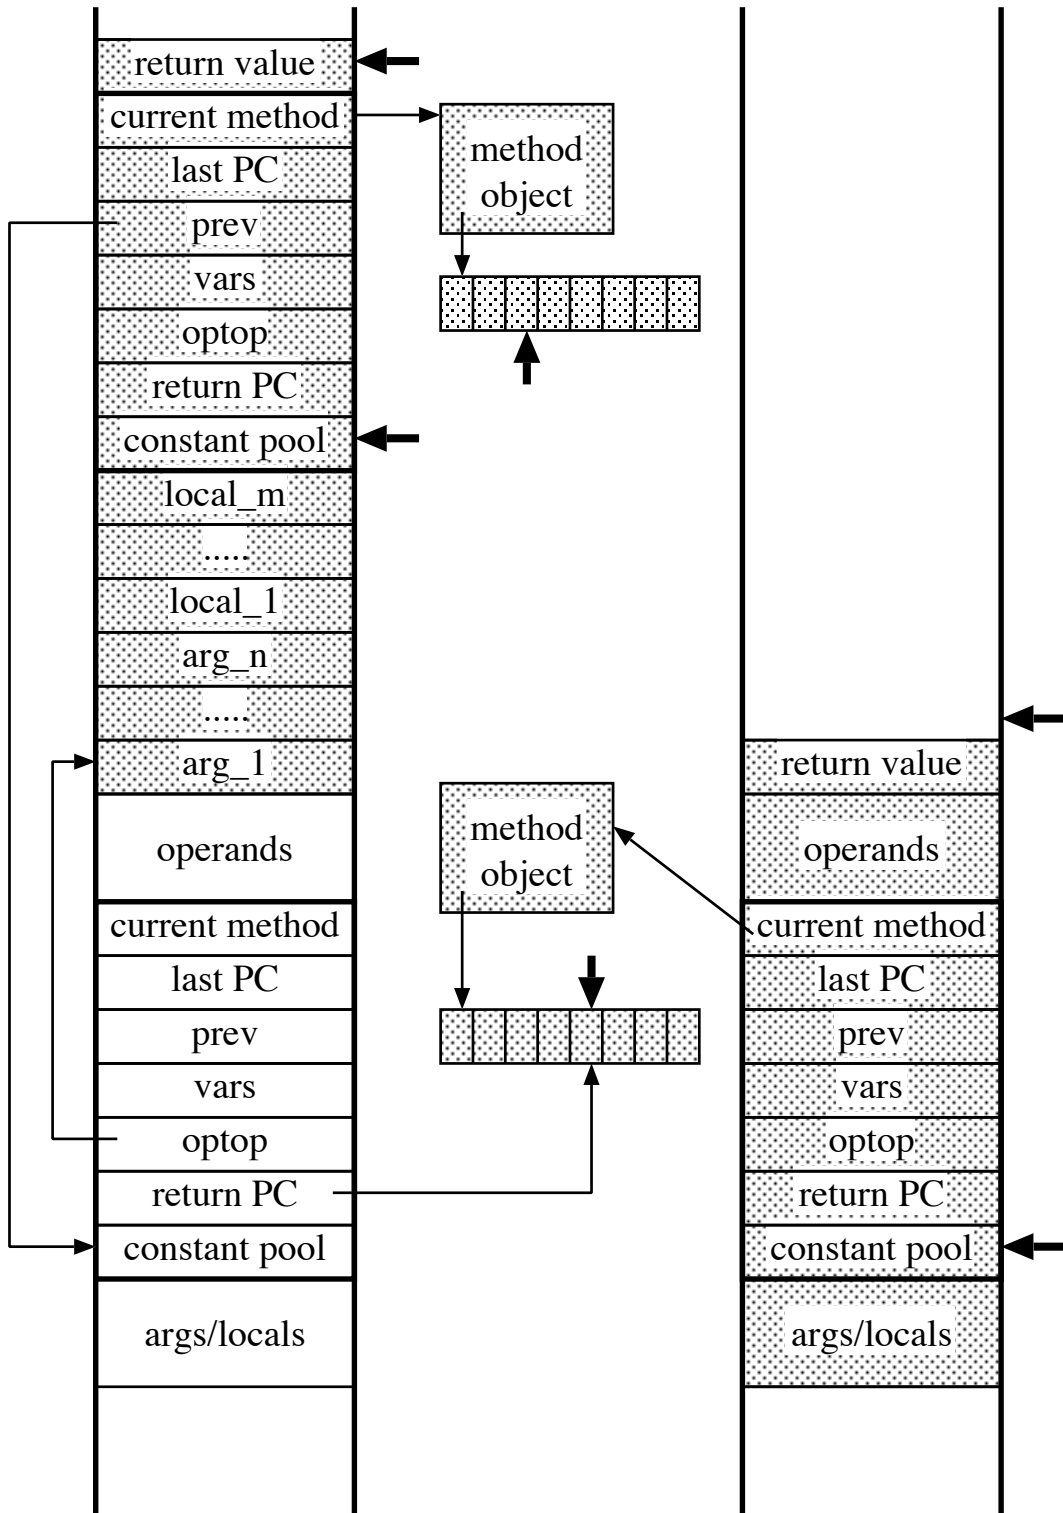 return value
current method
last PC
prev
vars
optop
return PC
constant pool
local_m
.....
local_1
arg_n
.....
arg_1
operands
current method
last PC
prev
vars
optop
return PC
constant pool
args/locals
method
object
method
object
return value
operands
current method
last PC
prev
vars
optop
return PC
constant pool
args/locals